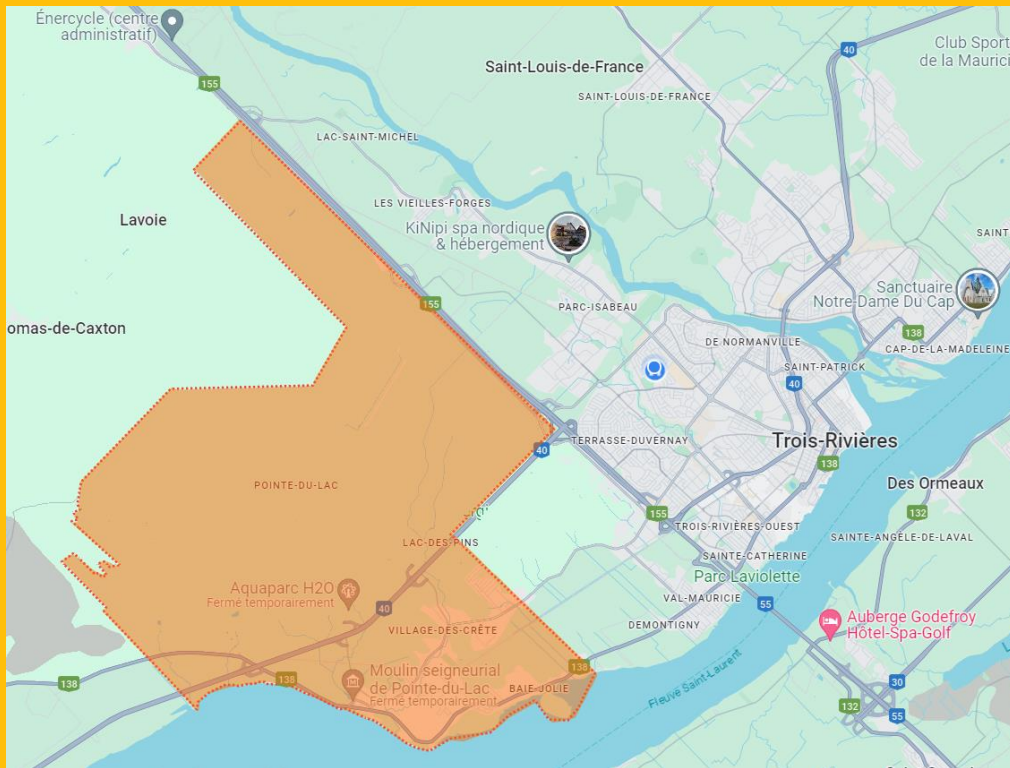 Énercycle (centre
administratif)
155
40
Club Sport
de la Maurici
Saint-Louis-de-France
SAINT-LOUIS-DE-FRANCE
LAC-SAINT-MICHEL
LES VIEILLES-FORGES
Lavoie
KiNipi spa nordique
& hébergement
SAINT
Sanctuaire
Notre-Dame Du Cap
155
PARC-ISABEAU
omas-de-Caxton
138
DE NORMANVILLE
CAP-DE-LA-MADELEINE
SAINT-PATRICK
40
TERRASSE-DUVERNAY
Trois-Rivières
40
138
POINTE-DU-LAC
Des Ormeaux
155
132
TROIS-RIVIÈRES-OUEST
SAINTE-ANGÈLE-DE-LAVAL
LAC-DES-PINS
SAINTE-CATHERINE
Parc Laviolette
Aquaparc H2O
Fermé temporairement
VAL-MAURICIE
55
40
DEMONTIGNY
Auberge Godefroy
Hôtel-Spa-Golf
VILLAGE-DES-CRÊTE
138
Moulin seigneurial
de Pointe-du-Lac
Fermé temporairement
138
138
BAIE-JOLIE
Fleuve Saint-Laurent
30
132
55